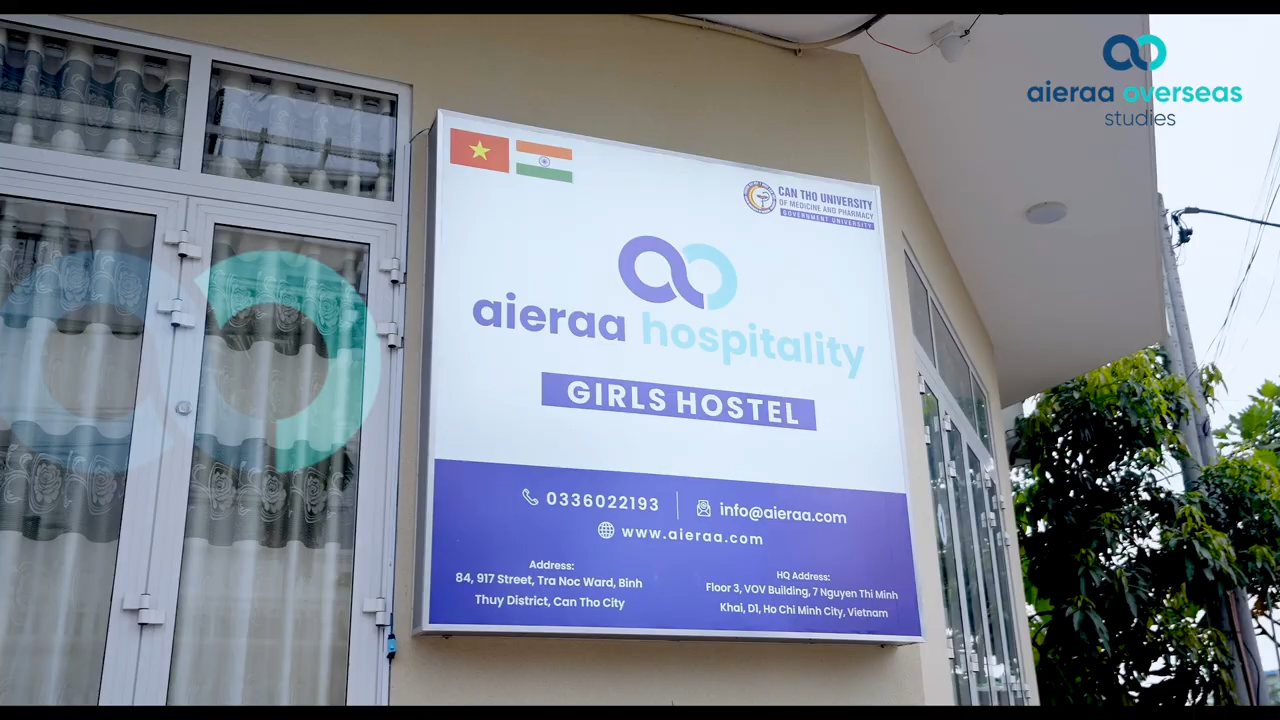 aieraa overseas
studies
CAN THO UNIVERSITY
OF MEDICINE AND PHARMACY
GOVERNMENT UNIVERSITY
aieraa hospitality
GIRLS HOSTEL
0336022193
info@aieraa.com
www.aieraa.com
Address:
84, 917 Street, Tra Noc Ward, Binh
Thuy District, Can Tho City
HQ Address:
Floor 3, VOV Building, 7 Nguyen Thi Minh
Khai, D1, Ho Chi Minh City, Vietnam